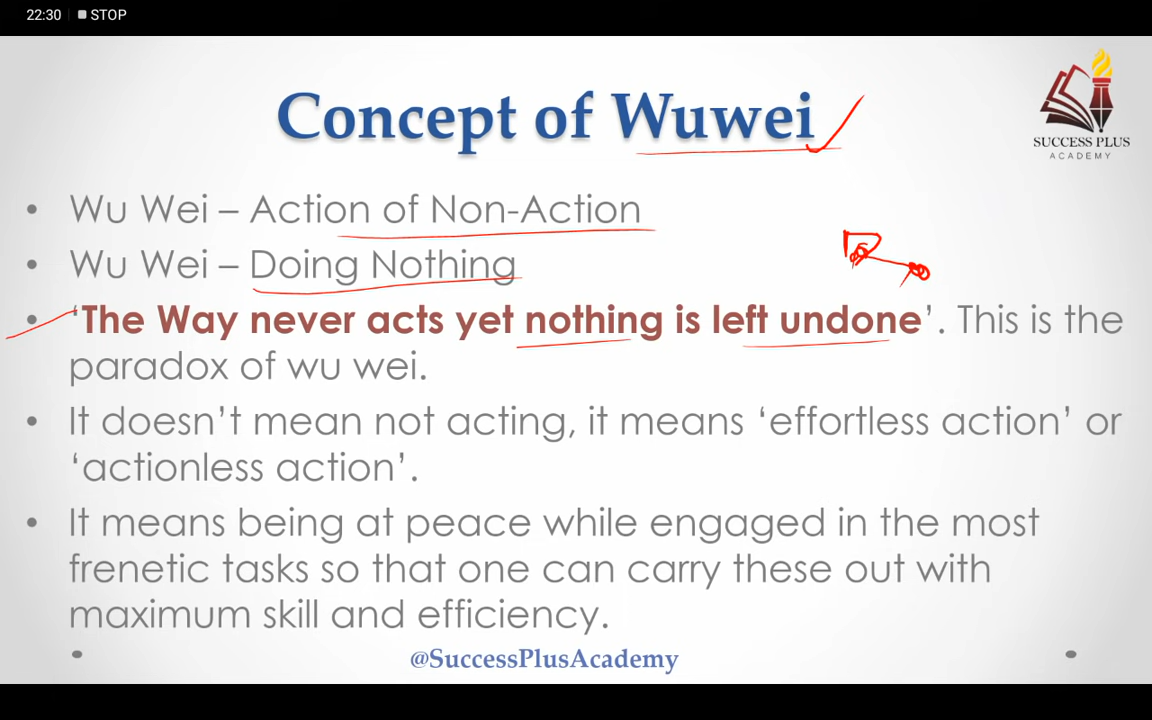 22:30 STOP
Concept of Wuwei
SUCCESS PLUS
ACADEMY
• Wu Wei – Action of Non-Action
• Wu Wei – Doing Nothing
• ‘The Way never acts yet nothing is left undone’. This is the
paradox of wu wei.
• It doesn’t mean not acting, it means ‘effortless action’ or
‘actionless action’.
• It means being at peace while engaged in the most
frenetic tasks so that one can carry these out with
maximum skill and efficiency.
@SuccessPlusAcademy